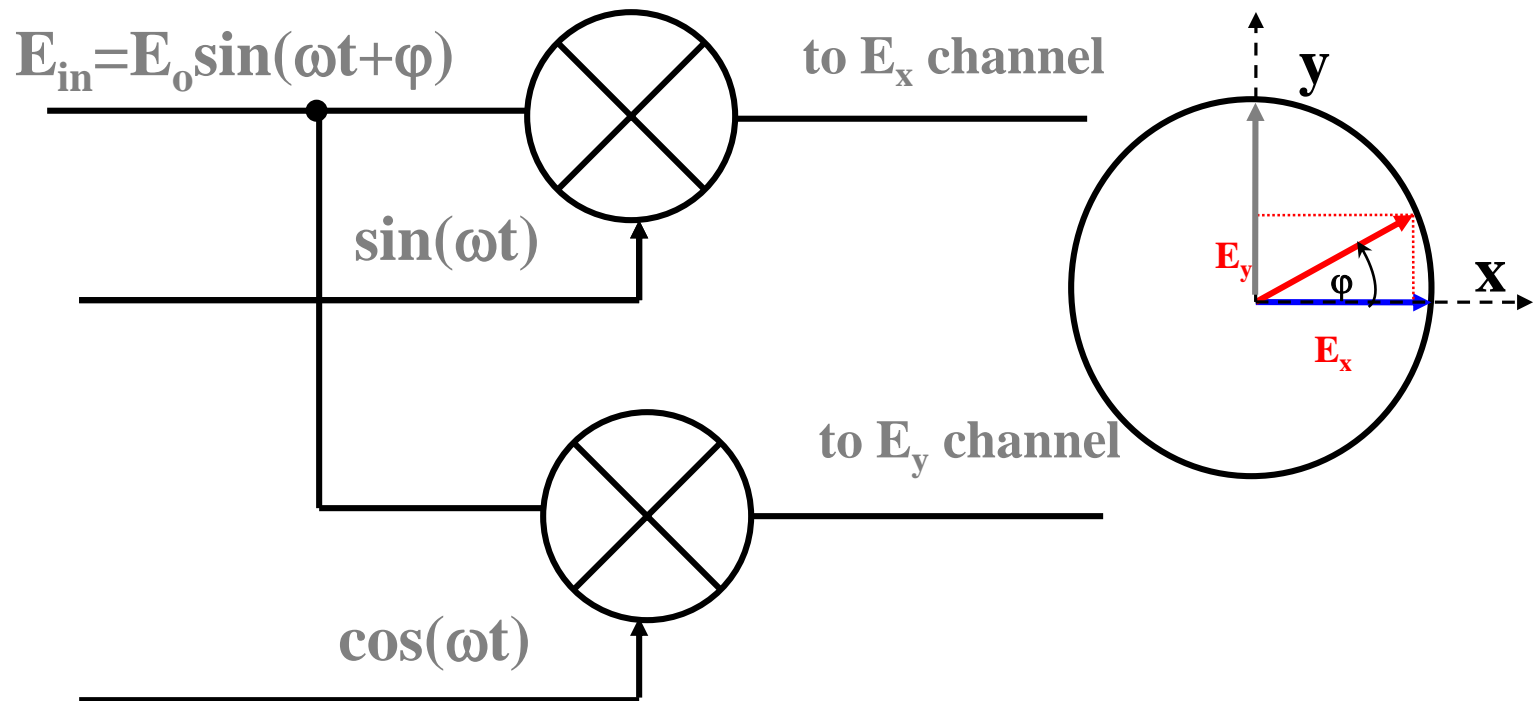 E_in=E_o sin(ωt+φ)
to E_x channel
y
sin(ωt)
E_y
φ
x
E_x
to E_y channel
cos(ωt)